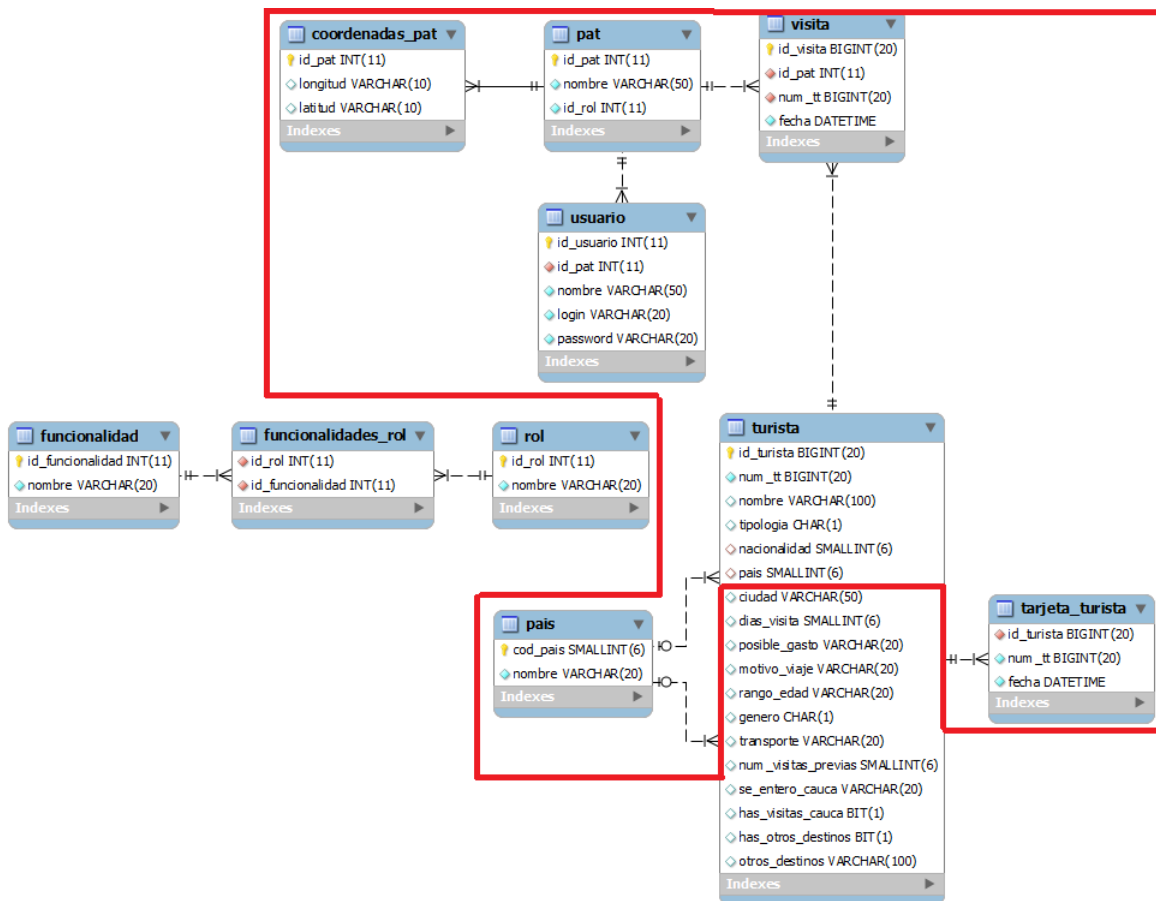 coordenadas_pat
id_pat INT(11)
longitud VARCHAR(10)
latitud VARCHAR(10)
Indexes
pat
id_pat INT(11)
nombre VARCHAR(50)
id_rol INT(11)
Indexes
visita
id_visita BIGINT(20)
id_pat INT(11)
num_tt BIGINT(20)
fecha DATETIME
Indexes
usuario
id_usuario INT(11)
id_pat INT(11)
nombre VARCHAR(50)
login VARCHAR(20)
password VARCHAR(20)
Indexes
funcionalidad
id_funcionalidad INT(11)
nombre VARCHAR(20)
Indexes
funcionalidades_rol
id_rol INT(11)
id_funcionalidad INT(11)
Indexes
rol
id_rol INT(11)
nombre VARCHAR(20)
Indexes
turista
id_turista BIGINT(20)
num_tt BIGINT(20)
nombre VARCHAR(100)
tipologia CHAR(1)
nacionalidad SMALLINT(6)
pais SMALLINT(6)
ciudad VARCHAR(50)
dias_visita SMALLINT(6)
posible_gasto VARCHAR(20)
motivo_viaje VARCHAR(20)
rango_edad VARCHAR(20)
genero CHAR(1)
transporte VARCHAR(20)
num_visitas_previas SMALLINT(6)
se_entero_cauca VARCHAR(20)
has_visitas_cauca BIT(1)
has_otros_destinos BIT(1)
otros_destinos VARCHAR(100)
Indexes
pais
cod_pais SMALLINT(6)
nombre VARCHAR(20)
Indexes
tarjeta_turista
id_turista BIGINT(20)
num_tt BIGINT(20)
fecha DATETIME
Indexes